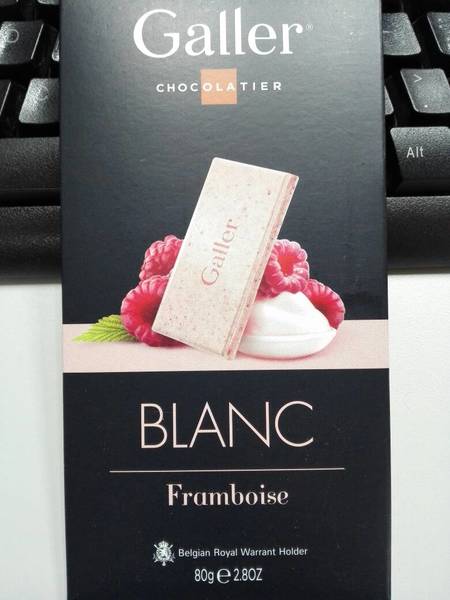 Galler®
CHOCOLATIER
Galler
BLANC
Framboise
Belgian Royal Warrant Holder
80g e 2.8OZ
Alt